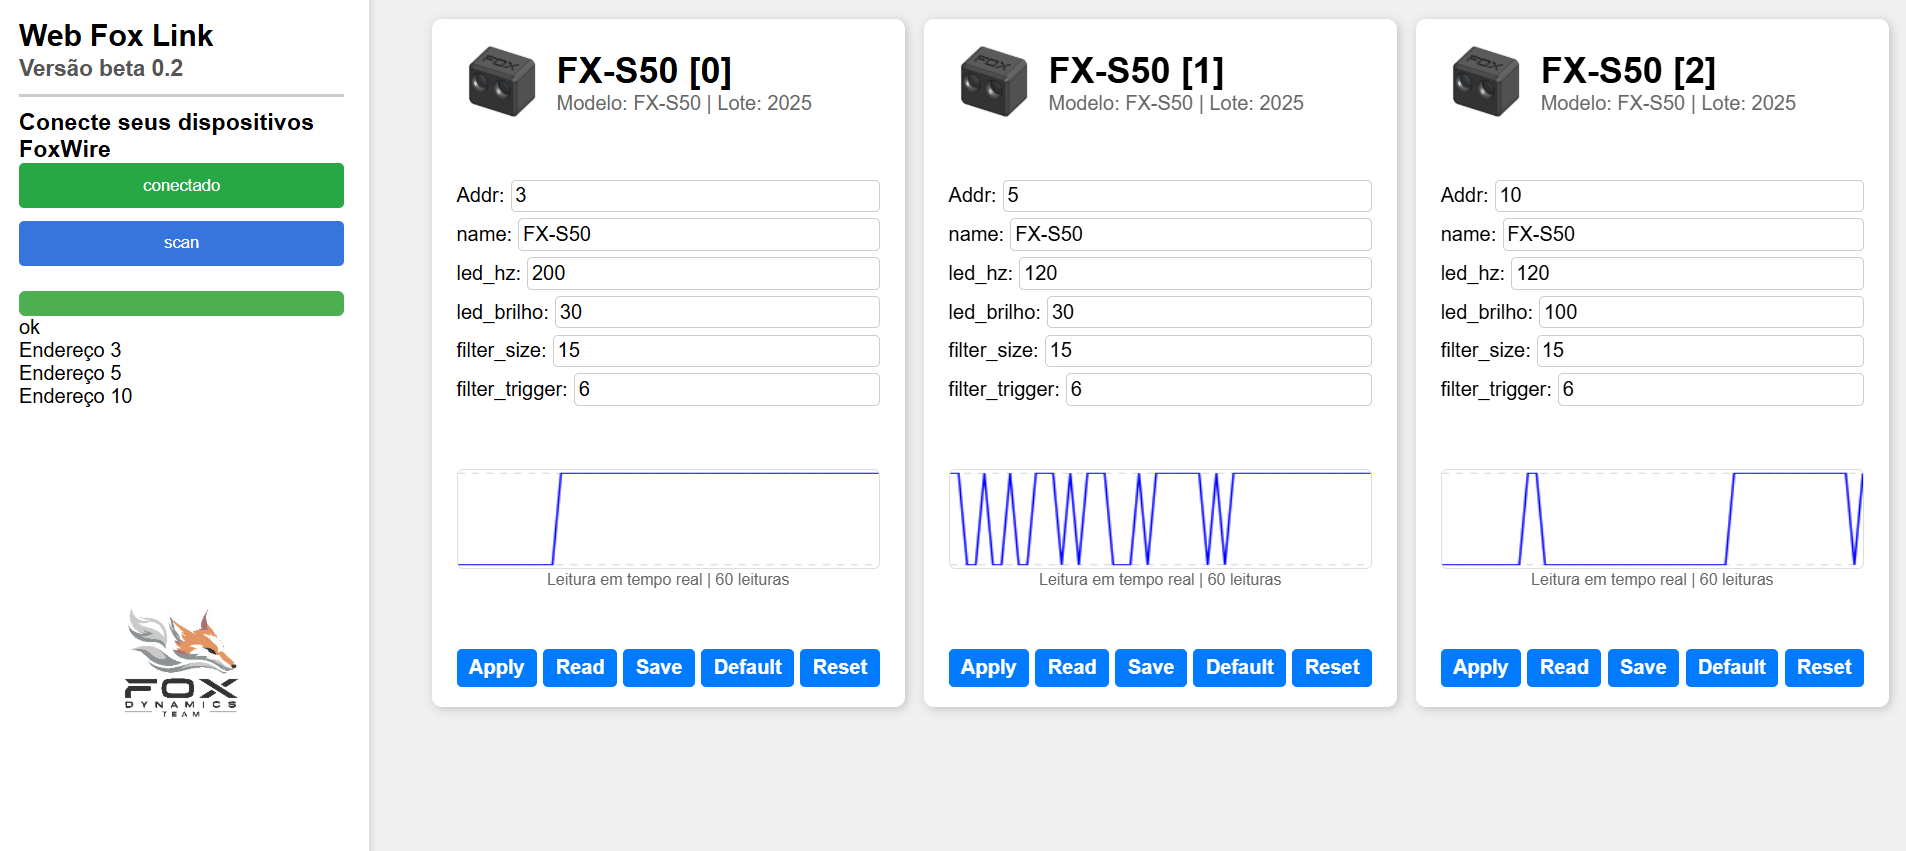 Web Fox Link
Versão beta 0.2
Conecte seus dispositivos
FoxWire
conectado
scan
ok
Endereço 3
Endereço 5
Endereço 10
FOX
DYNAMICS
TEAM
FOX
FX-S50 [0]
Modelo: FX-S50 | Lote: 2025
Addr: 3
name: FX-S50
led_hz: 200
led_brilho: 30
filter_size: 15
filter_trigger: 6
Leitura em tempo real | 60 leituras
Apply Read Save Default Reset
FOX
FX-S50 [1]
Modelo: FX-S50 | Lote: 2025
Addr: 5
name: FX-S50
led_hz: 120
led_brilho: 30
filter_size: 15
filter_trigger: 6
Leitura em tempo real | 60 leituras
Apply Read Save Default Reset
FOX
FX-S50 [2]
Modelo: FX-S50 | Lote: 2025
Addr: 10
name: FX-S50
led_hz: 120
led_brilho: 100
filter_size: 15
filter_trigger: 6
Leitura em tempo real | 60 leituras
Apply Read Save Default Reset